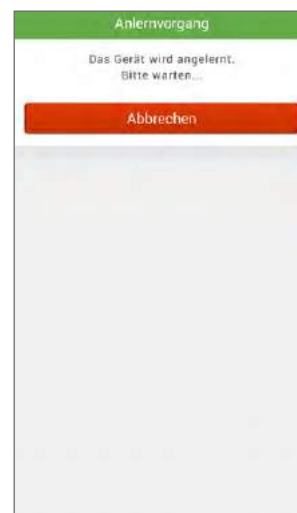 Anlernvorgang
Das Gerät wird angelernt.
Bitte warten...
Abbrechen